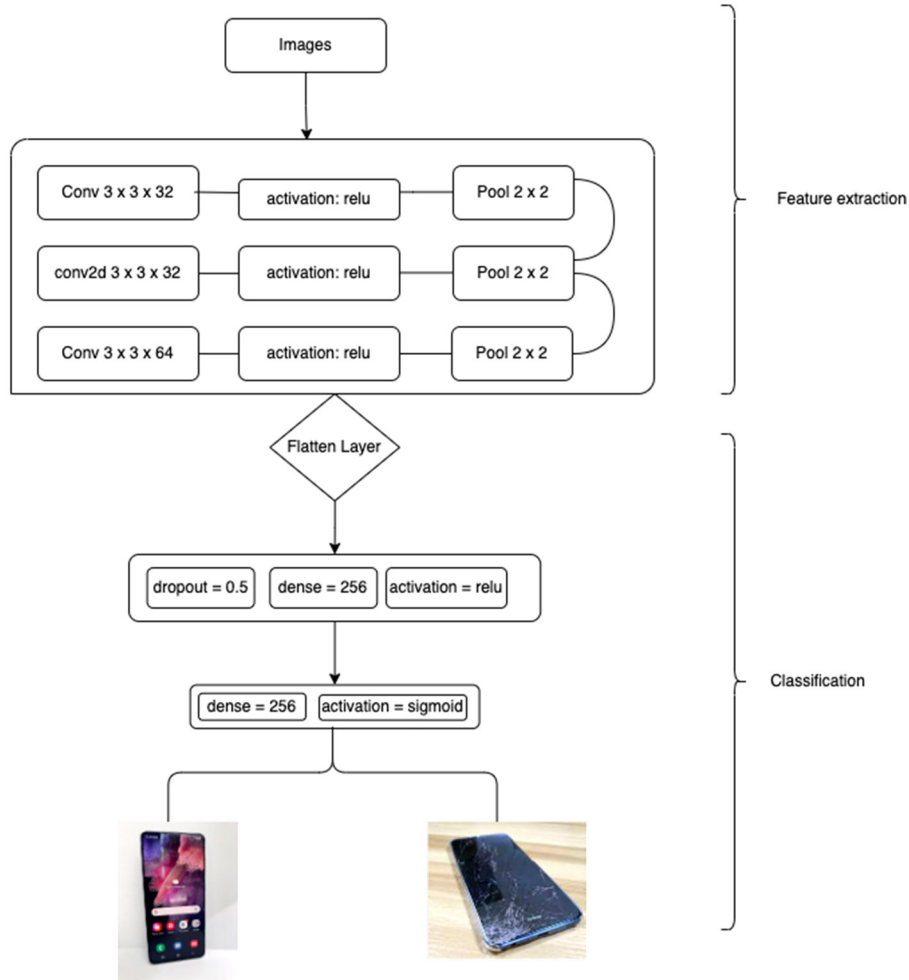 Images
Conv 3 x 3 x 32
activation: relu
Pool 2 x 2
Feature extraction
conv2d 3 x 3 x 32
activation: relu
Pool 2 x 2
Conv 3 x 3 x 64
activation: relu
Pool 2 x 2
Flatten Layer
dropout = 0.5
dense = 256
activation = relu
Classification
dense = 256
activation = sigmoid